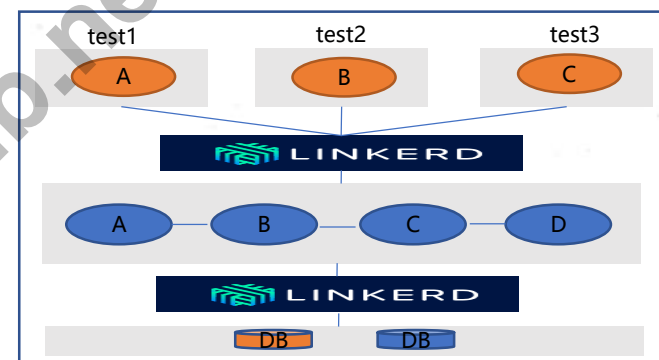 test1 test2 test3
A B C
LINKERD
A B C D
LINKERD
DB DB